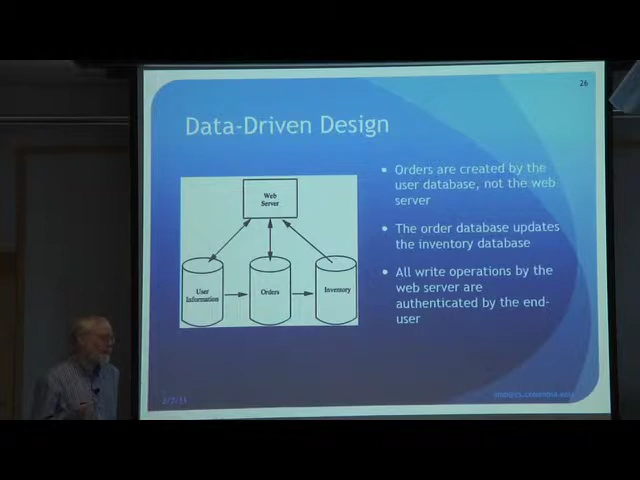 26
Data-Driven Design
Orders are created by the
user database, not the web
server
The order database updates
the inventory database
All write operations by the
web server are
authenticated by the end-
user
Web
Server
User
Information
Orders
Inventory